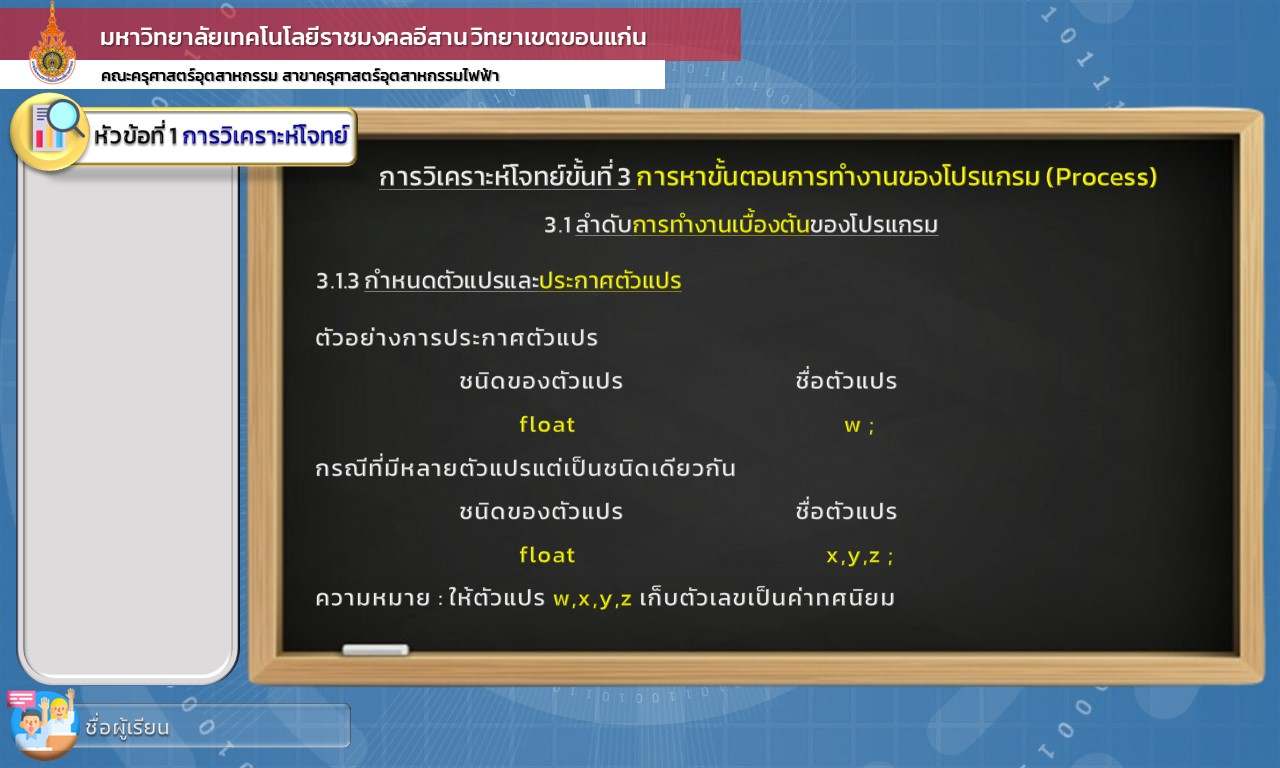 มหาวิทยาลัยเทคโนโลยีราชมงคลอีสาน วิทยาเขตขอนแก่น
คณะครุศาสตร์อุตสาหกรรม สาขาครุศาสตร์อุตสาหกรรมไฟฟ้า
หัวข้อที่ 1 การวิเคราะห์โจทย์
การวิเคราะห์โจทย์ขั้นที่ 3 การหาขั้นตอนการทำงานของโปรแกรม (Process)
3.1 ลำดับการทำงานเบื้องต้นของโปรแกรม
3.1.3 กำหนดตัวแปรและประกาศตัวแปร
ตัวอย่างการประกาศตัวแปร
ชนิดของตัวแปร ชื่อตัวแปร
float w ;
กรณีที่มีหลายตัวแปรแต่เป็นชนิดเดียวกัน
ชนิดของตัวแปร ชื่อตัวแปร
float x,y,z ;
ความหมาย : ให้ตัวแปร w,x,y,z เก็บตัวเลขเป็นค่าทศนิยม
ชื่อผู้เรียน